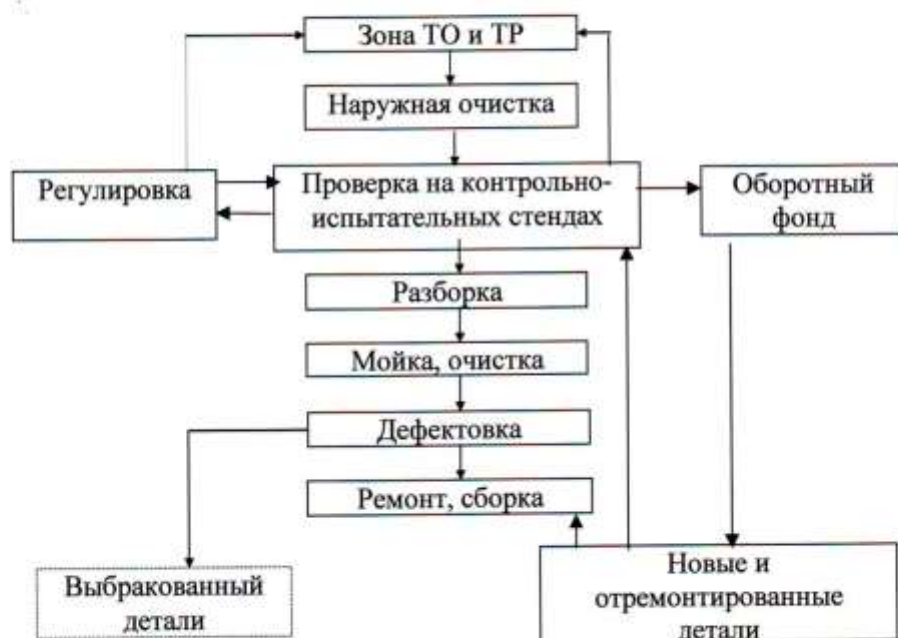 Зона ТО и ТР
Наружная очистка
Регулировка
Проверка на контрольно-
испытательных стендах
Оборотный
фонд
Разборка
Мойка, очистка
Дефектовка
Ремонт, сборка
Выбракованный
детали
Новые и
отремонтированные
детали